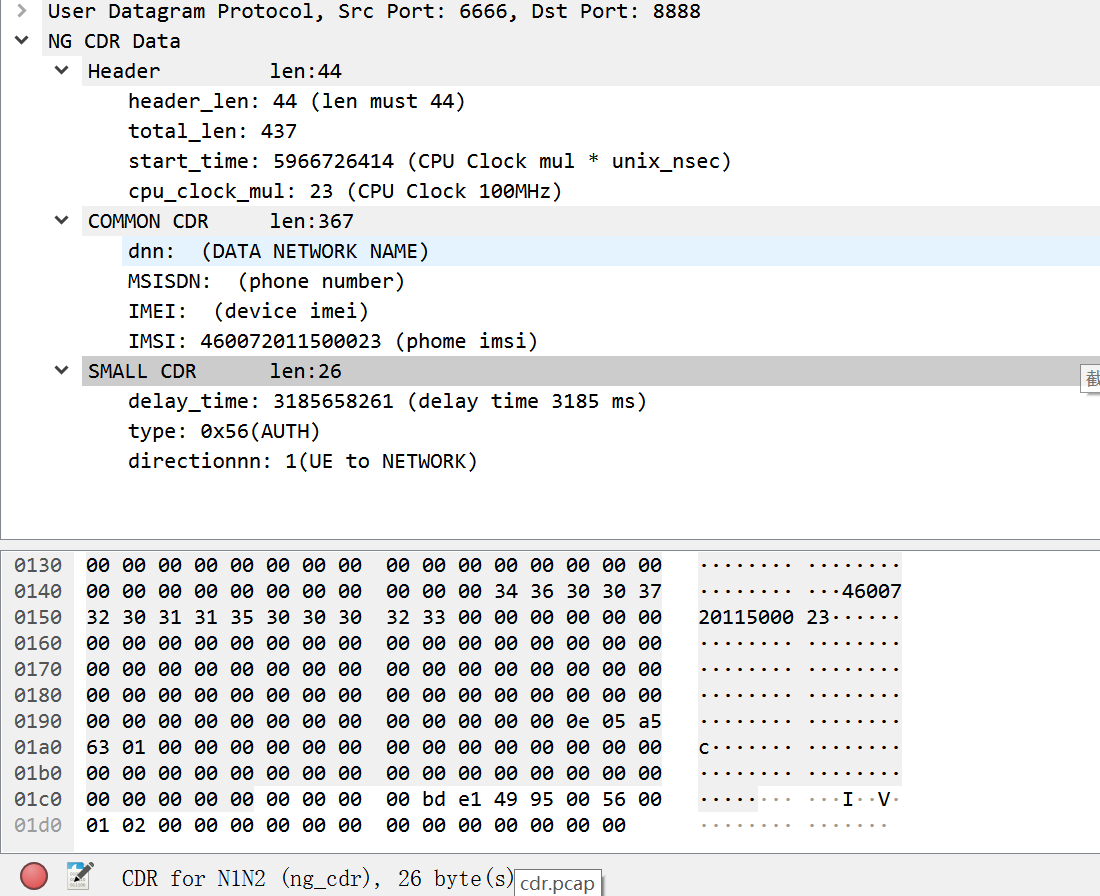 User Datagram Protocol, Src Port: 6666, Dst Port: 8888
NG CDR Data
Header len:44
header_len: 44 (len must 44)
total_len: 437
start_time: 5966726414 (CPU Clock mul * unix_nsec)
cpu_clock_mul: 23 (CPU Clock 100MHz)
COMMON CDR len:367
dnn: (DATA NETWORK NAME)
MSISDN: (phone number)
IMEI: (device imei)
IMSI: 460072011500023 (phome imsi)
SMALL CDR len:26
截
delay_time: 3185658261 (delay time 3185 ms)
type: 0x56(AUTH)
directionnn: 1(UE to NETWORK)
0130 00 00 00 00 00 00 00 00 00 00 00 00 00 00 00 00 ········ ········
0140 00 00 00 00 00 00 00 00 00 00 00 34 36 30 30 37 ········ ···46007
0150 32 30 31 31 35 30 30 30 32 33 00 00 00 00 00 00 20115000 23······
0160 00 00 00 00 00 00 00 00 00 00 00 00 00 00 00 00 ········ ········
0170 00 00 00 00 00 00 00 00 00 00 00 00 00 00 00 00 ········ ········
0180 00 00 00 00 00 00 00 00 00 00 00 00 00 00 00 00 ········ ········
0190 00 00 00 00 00 00 00 00 00 00 00 00 00 0e 05 a5 ········ ········
01a0 63 01 00 00 00 00 00 00 00 00 00 00 00 00 00 00 c······· ········
01b0 00 00 00 00 00 00 00 00 00 00 00 00 00 00 00 00 ········ ········
01c0 00 00 00 00 00 00 00 00 00 bd e1 49 95 00 56 00 ········ ···I··V·
01d0 01 02 00 00 00 00 00 00 00 00 00 00 00 00 00 ········ ·······
CDR for N1N2 (ng_cdr), 26 byte(s)
cdr.pcap